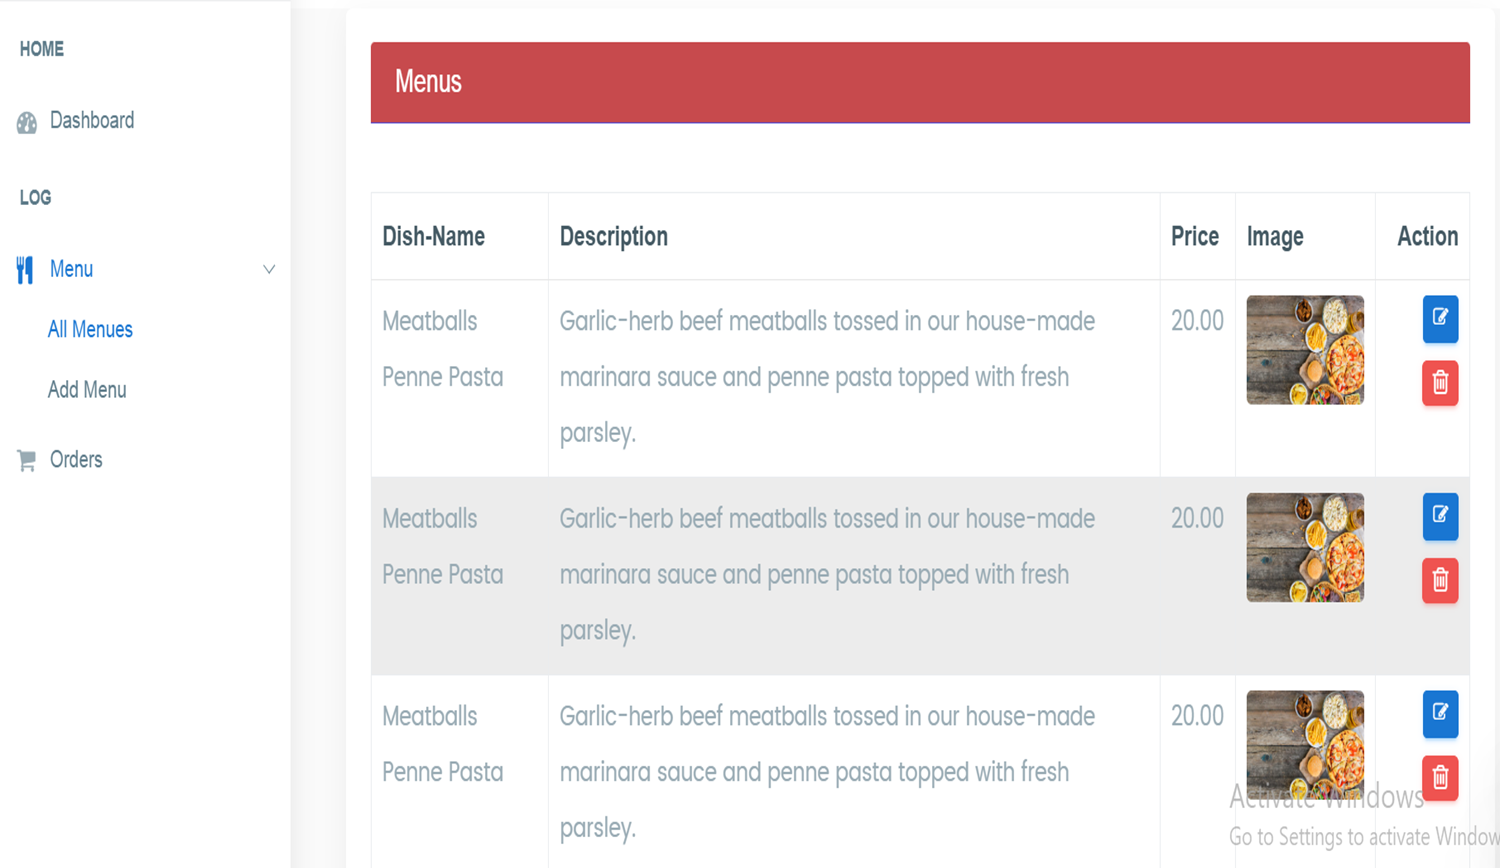 HOME
Dashboard
LOG
Menu
All Menues
Add Menu
Orders
Menus
Dish-Name Description Price Image Action
Meatballs Garlic-herb beef meatballs tossed in our house-made 20.00
Penne Pasta marinara sauce and penne pasta topped with fresh
parsley.
Meatballs Garlic-herb beef meatballs tossed in our house-made 20.00
Penne Pasta marinara sauce and penne pasta topped with fresh
parsley.
Meatballs Garlic-herb beef meatballs tossed in our house-made 20.00
Penne Pasta marinara sauce and penne pasta topped with fresh
parsley.
Activate Windows
Go to Settings to activate Window